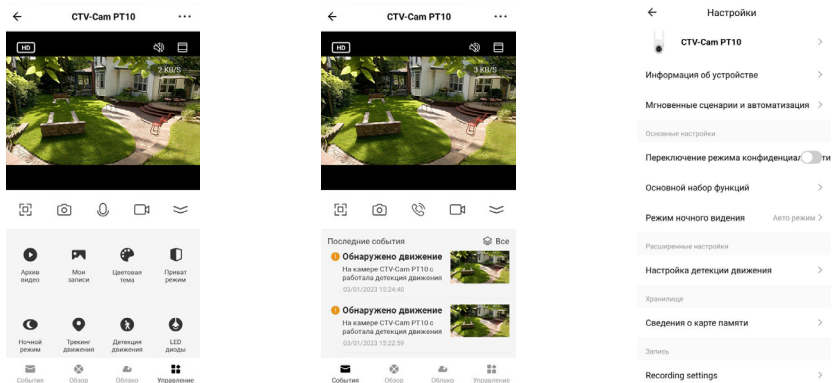 CTV-Cam PT10
HD
2 KB/S
Архив
видео
Мои
записи
Цветовая
тема
Приват
режим
Ночной
режим
Трекинг
движения
Детекция
движения
LED
диоды
События
Обзор
Облако
Управление
CTV-Cam PT10
HD
3 KB/S
Последние события
Все
Обнаружено движение
На камере CTV-Cam PT10 с
работала детекция движения
03/01/2023 15:24:40
Обнаружено движение
На камере CTV-Cam PT10 с
работала детекция движения
03/01/2023 15:22:59
События
Обзор
Облако
Управление
Настройки
CTV-Cam PT10
Информация об устройстве
Мгновенные сценарии и автоматизация
Основные настройки
Переключение режима конфиденциал ти
Основной набор функций
Режим ночного видения Авто режим
Расширенные настройки
Настройка детекции движения
Хранилище
Сведения о карте памяти
Запись
Recording settings